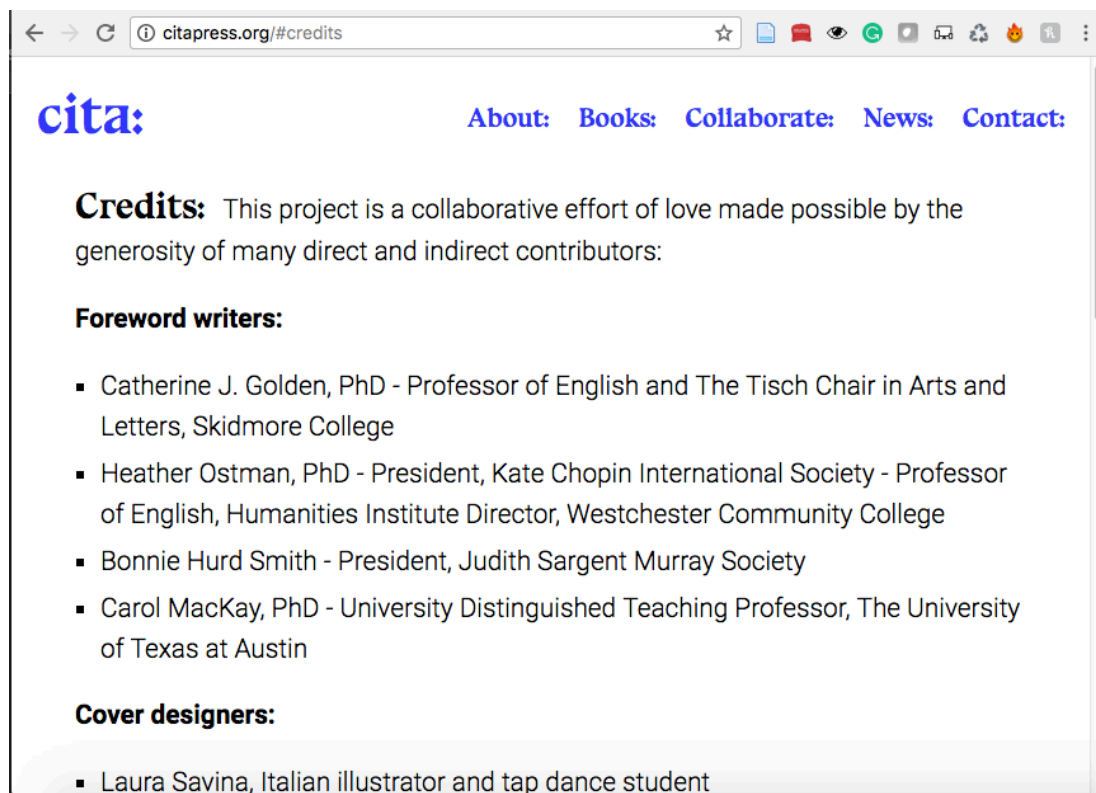 citapress.org/#credits
cita:
About: Books: Collaborate: News: Contact:
Credits: This project is a collaborative effort of love made possible by the
generosity of many direct and indirect contributors:
Foreword writers:
▪ Catherine J. Golden, PhD - Professor of English and The Tisch Chair in Arts and
Letters, Skidmore College
▪ Heather Ostman, PhD - President, Kate Chopin International Society - Professor
of English, Humanities Institute Director, Westchester Community College
▪ Bonnie Hurd Smith - President, Judith Sargent Murray Society
▪ Carol MacKay, PhD - University Distinguished Teaching Professor, The University
of Texas at Austin
Cover designers:
▪ Laura Savina, Italian illustrator and tap dance student